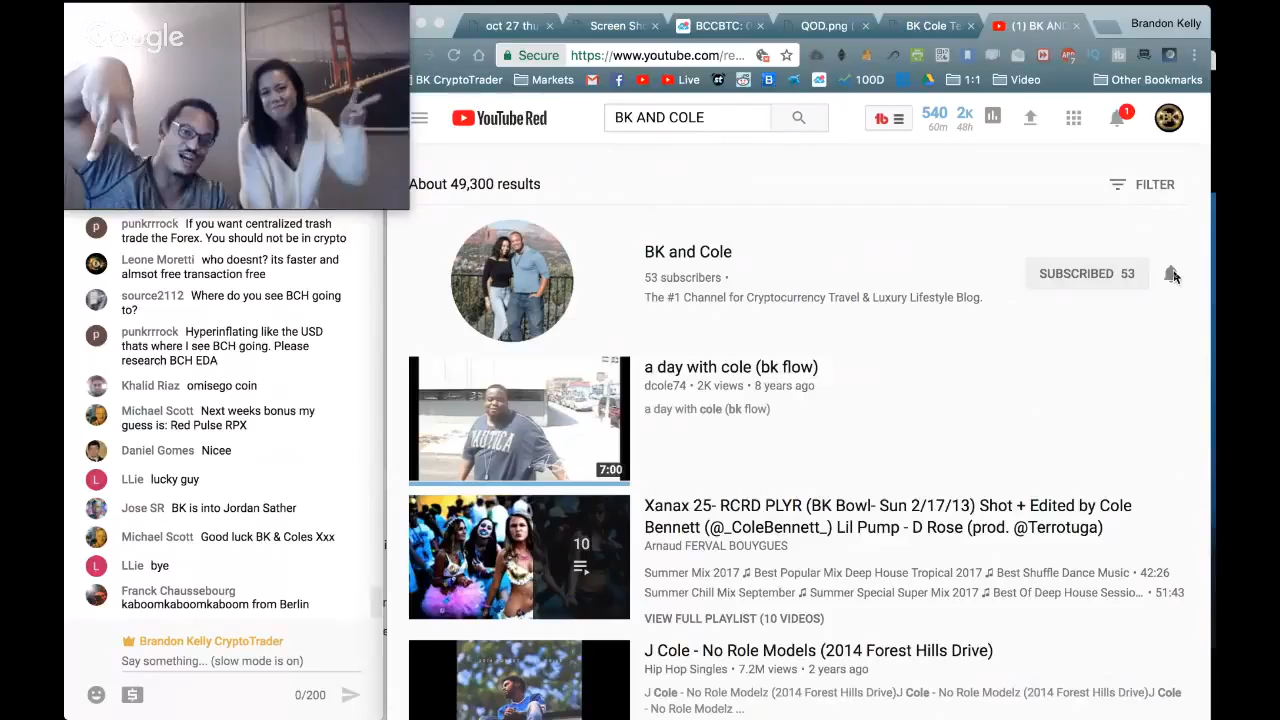 Google
oct 27 thu
Screen Sho
BCCBTC: 0
QOD.png (
BK Cole Te
(1) BK AND
Brandon Kelly
Secure
https://www.youtube.com/re...
BK CryptoTrader
Markets
Live
100D
1:1
Video
Other Bookmarks
YouTube Red
BK AND COLE
540
60m
2K
48h
1
About 49,300 results
FILTER
punkrrrock If you want centralized trash
trade the Forex. You should not be in crypto
Leone Moretti who doesnt? its faster and
almsot free transaction free
source2112 Where do you see BCH going
to?
punkrrrock Hyperinflating like the USD
thats where I see BCH going. Please
research BCH EDA
Khalid Riaz omisego coin
Michael Scott Next weeks bonus my
guess is: Red Pulse RPX
Daniel Gomes Nicee
LLie lucky guy
Jose SR BK is into Jordan Sather
Michael Scott Good luck BK & Coles Xxx
LLie bye
Franck Chaussebourg
kaboomkaboomkaboom from Berlin
Brandon Kelly CryptoTrader
Say something... (slow mode is on)
0/200
BK and Cole
53 subscribers •
The #1 Channel for Cryptocurrency Travel & Luxury Lifestyle Blog.
SUBSCRIBED 53
a day with cole (bk flow)
dcole74 • 2K views • 8 years ago
a day with cole (bk flow)
UTICA
7:00
Xanax 25- RCRD PLYR (BK Bowl- Sun 2/17/13) Shot + Edited by Cole
Bennett (@_ColeBennett_) Lil Pump - D Rose (prod. @Terrotuga)
Arnaud FERVAL BOUYGUES
10
Summer Mix 2017 ♫ Best Popular Mix Deep House Tropical 2017 ♫ Best Shuffle Dance Music • 42:26
Summer Chill Mix September ♫ Summer Special Super Mix 2017 ♫ Best Of Deep House Sessio... • 51:43
VIEW FULL PLAYLIST (10 VIDEOS)
J Cole - No Role Models (2014 Forest Hills Drive)
Hip Hop Singles • 7.2M views • 2 years ago
J Cole - No Role Modelz (2014 Forest Hills Drive)J Cole - No Role Modelz (2014 Forest Hills Drive)J Cole
- No Role Modelz ...